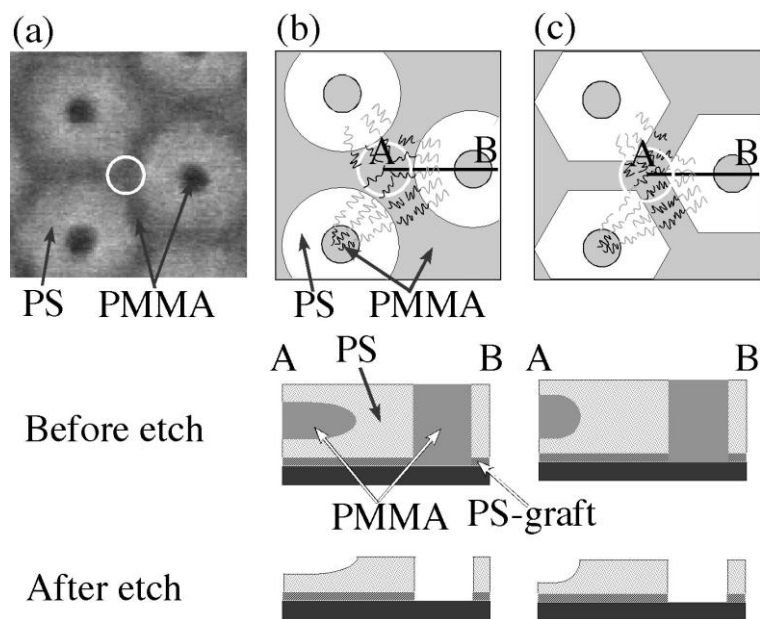 (a) (b) (c)
A B A B
PS PMMA PS PMMA
PS
A B A B
Before etch
PMMA PS-graft
After etch